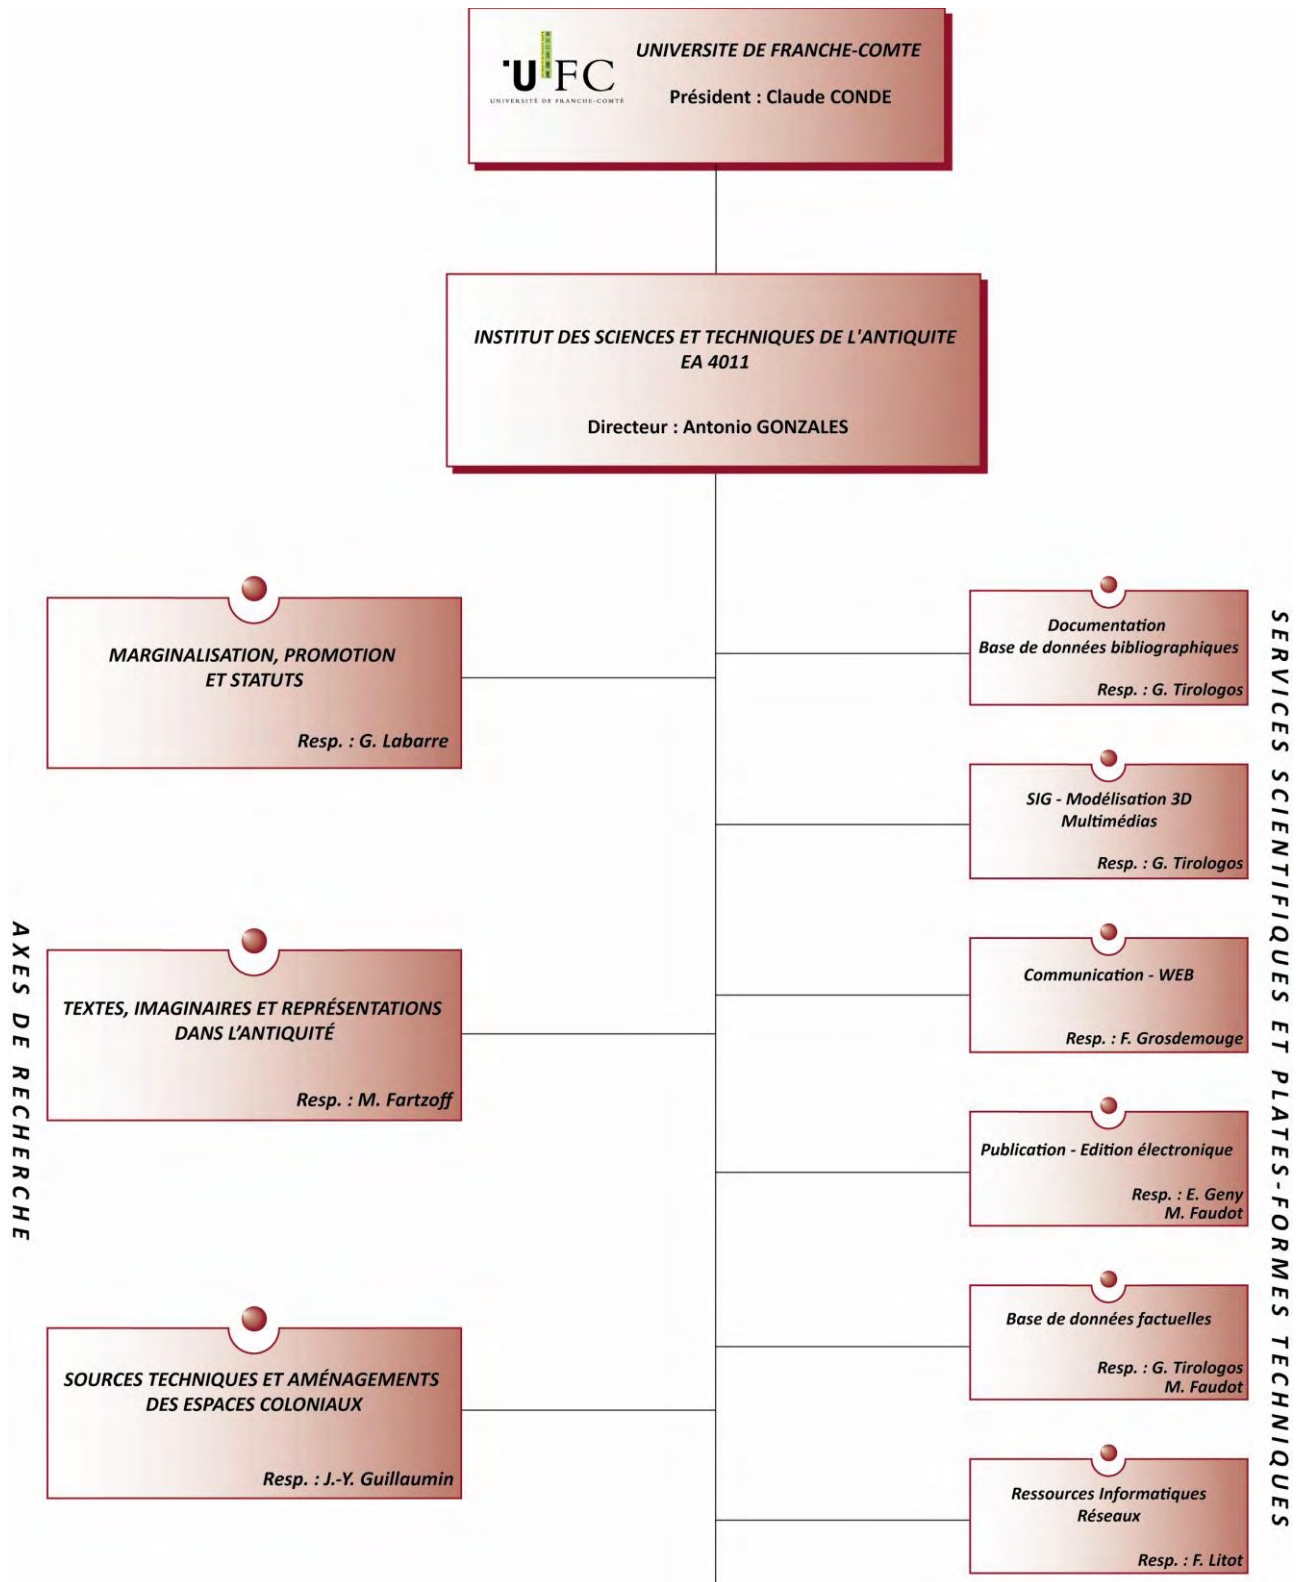 UFC
UNIVERSITÉ DE FRANCHE-COMTÉ
UNIVERSITE DE FRANCHE-COMTE
Président : Claude CONDE
INSTITUT DES SCIENCES ET TECHNIQUES DE L'ANTIQUITE
EA 4011
Directeur : Antonio GONZALES
AXES DE RECHERCHE
MARGINALISATION, PROMOTION
ET STATUTS
Resp. : G. Labarre
TEXTES, IMAGINAIRES ET REPRÉSENTATIONS
DANS L'ANTIQUITÉ
Resp. : M. Fartzoff
SOURCES TECHNIQUES ET AMÉNAGEMENTS
DES ESPACES COLONIAUX
Resp. : J.-Y. Guillaumin
SERVICES SCIENTIFIQUES ET PLATES-FORMES TECHNIQUES
Documentation
Base de données bibliographiques
Resp. : G. Tirologos
SIG - Modélisation 3D
Multimédias
Resp. : G. Tirologos
Communication - WEB
Resp. : F. Grosdemouge
Publication - Edition électronique
Resp. : E. Geny
M. Faudot
Base de données factuelles
Resp. : G. Tirologos
M. Faudot
Ressources Informatiques
Réseaux
Resp. : F. Litot